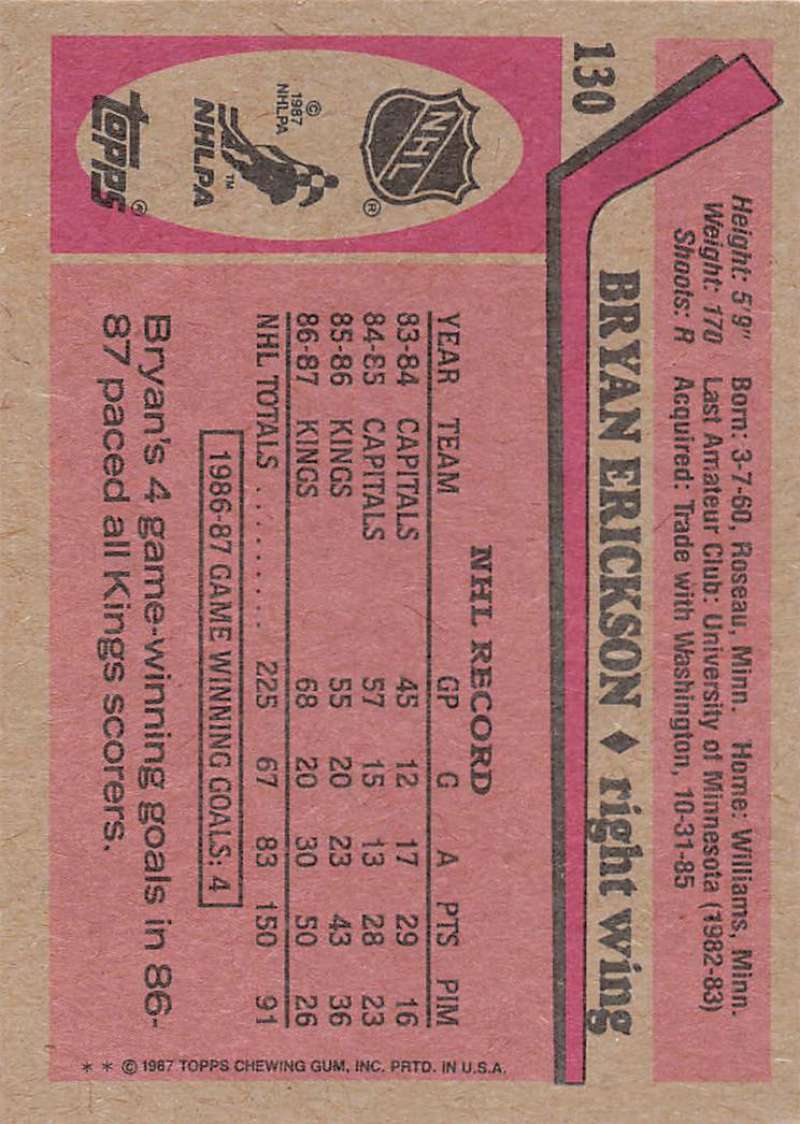 130
Height: 5'9" Born: 3-7-60, Roseau, Minn. Home: Williams, Minn.
Weight: 170 Last Amateur Club: University of Minnesota (1982-83)
Shoots: R Acquired: Trade with Washington, 10-31-85
BRYAN ERICKSON ♦ right wing
NHL ®
© 1987
NHLPA
NHLPA ™
TOPPS ®
NHL RECORD
YEAR TEAM GP G A PTS PIM
83-84 CAPITALS 45 12 17 29 16
84-85 CAPITALS 57 15 13 28 23
85-86 KINGS 55 20 23 43 36
86-87 KINGS 68 20 30 50 26
NHL TOTALS ......... 225 67 83 150 91
1986-87 GAME WINNING GOALS: 4
Bryan's 4 game-winning goals in 86-
87 paced all Kings scorers.
* * © 1987 TOPPS CHEWING GUM, INC. PRTD. IN U.S.A.